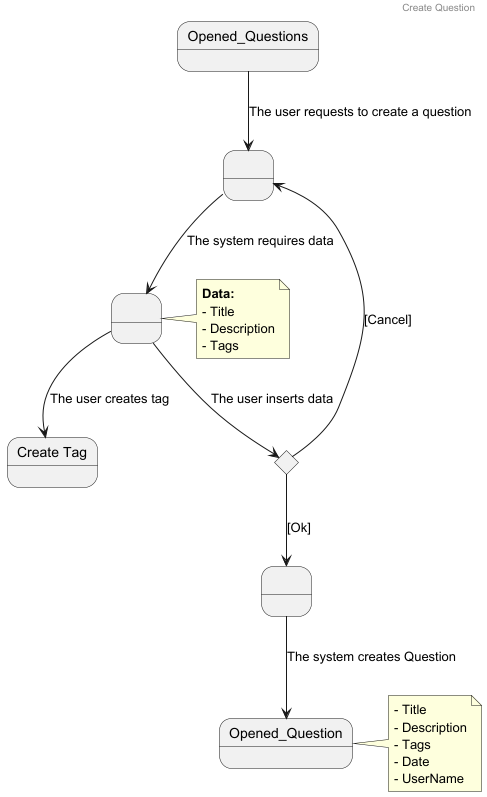 Create Question
Opened_Questions
The user requests to create a question
The system requires data
Data:
- Title
- Description
- Tags
[Cancel]
The user creates tag
The user inserts data
Create Tag
[Ok]
The system creates Question
Opened_Question
- Title
- Description
- Tags
- Date
- UserName